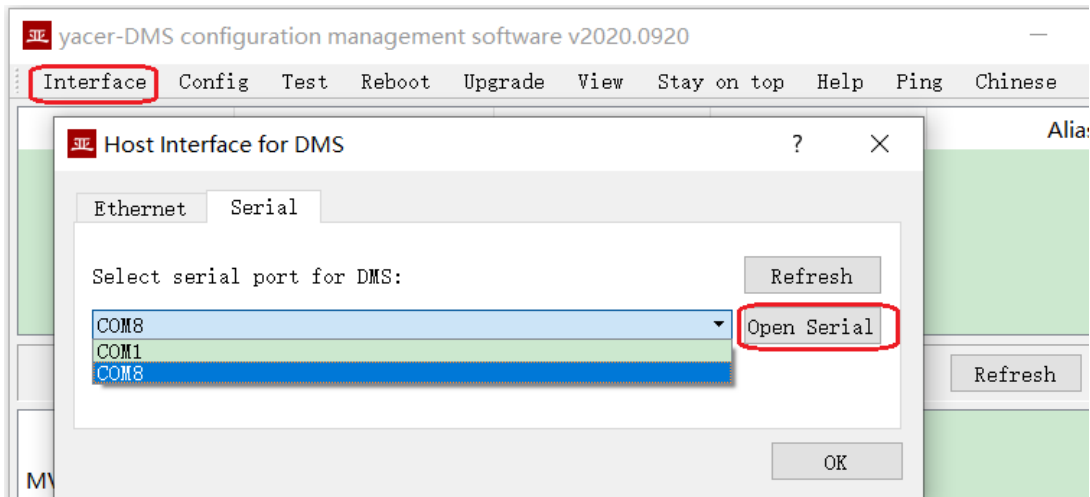 亚 yacer-DMS configuration management software v2020.0920
Interface Config Test Reboot Upgrade View Stay on top Help Ping Chinese
亚 Host Interface for DMS ?
Ethernet Serial
Select serial port for DMS:
Refresh
COM8
Open Serial
COM1
COM8
OK
Refresh